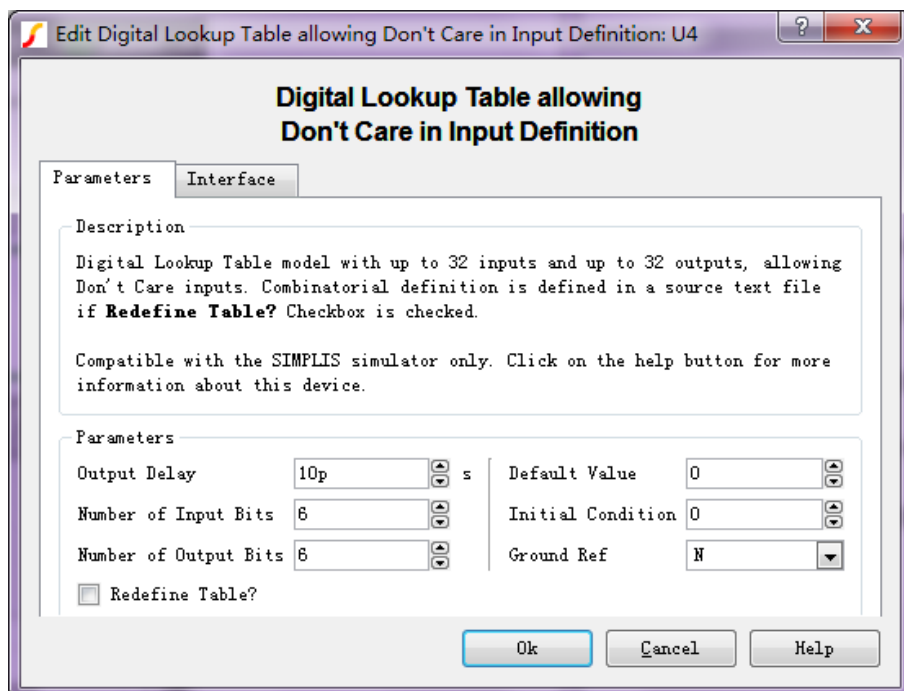 Edit Digital Lookup Table allowing Don't Care in Input Definition: U4
Digital Lookup Table allowing
Don't Care in Input Definition
Parameters Interface
Description
Digital Lookup Table model with up to 32 inputs and up to 32 outputs, allowing
Don't Care inputs. Combinatorial definition is defined in a source text file
if Redefine Table? Checkbox is checked.
Compatible with the SIMPLIS simulator only. Click on the help button for more
information about this device.
Parameters
Output Delay 10p s Default Value 0
Number of Input Bits 6 Initial Condition 0
Number of Output Bits 6 Ground Ref N
Redefine Table?
Ok Cancel Help